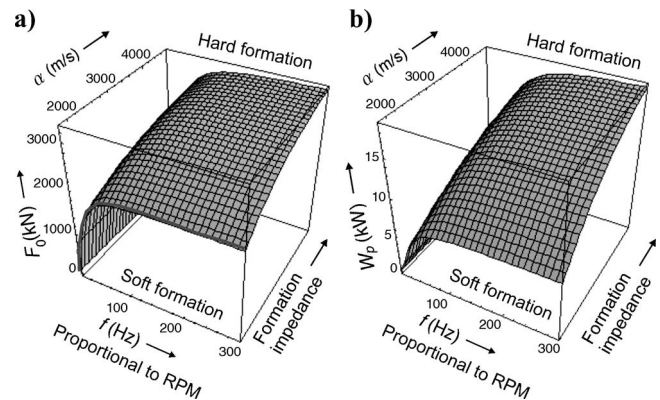 a)
Hard formation
α (m/s)
4000
3000
2000
3000
2000
1000
0
F₀(kN)
Soft formation
100
200
300
f (Hz)
Proportional to RPM
Formation
impedance
b)
Hard formation
α (m/s)
4000
3000
2000
15
10
5
0
Wₚ (kW)
Soft formation
100
200
300
f (Hz)
Proportional to RPM
Formation
impedance